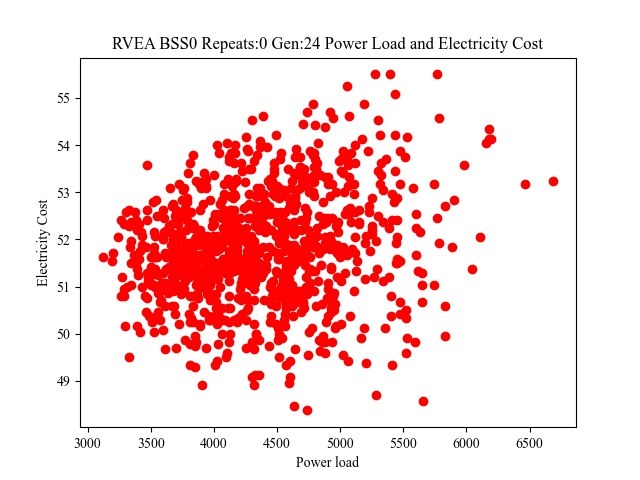 RVEA BSS0 Repeats:0 Gen:24 Power Load and Electricity Cost
55
54
53
52
51
50
49
Electricity Cost
3000 3500 4000 4500 5000 5500 6000 6500
Power load